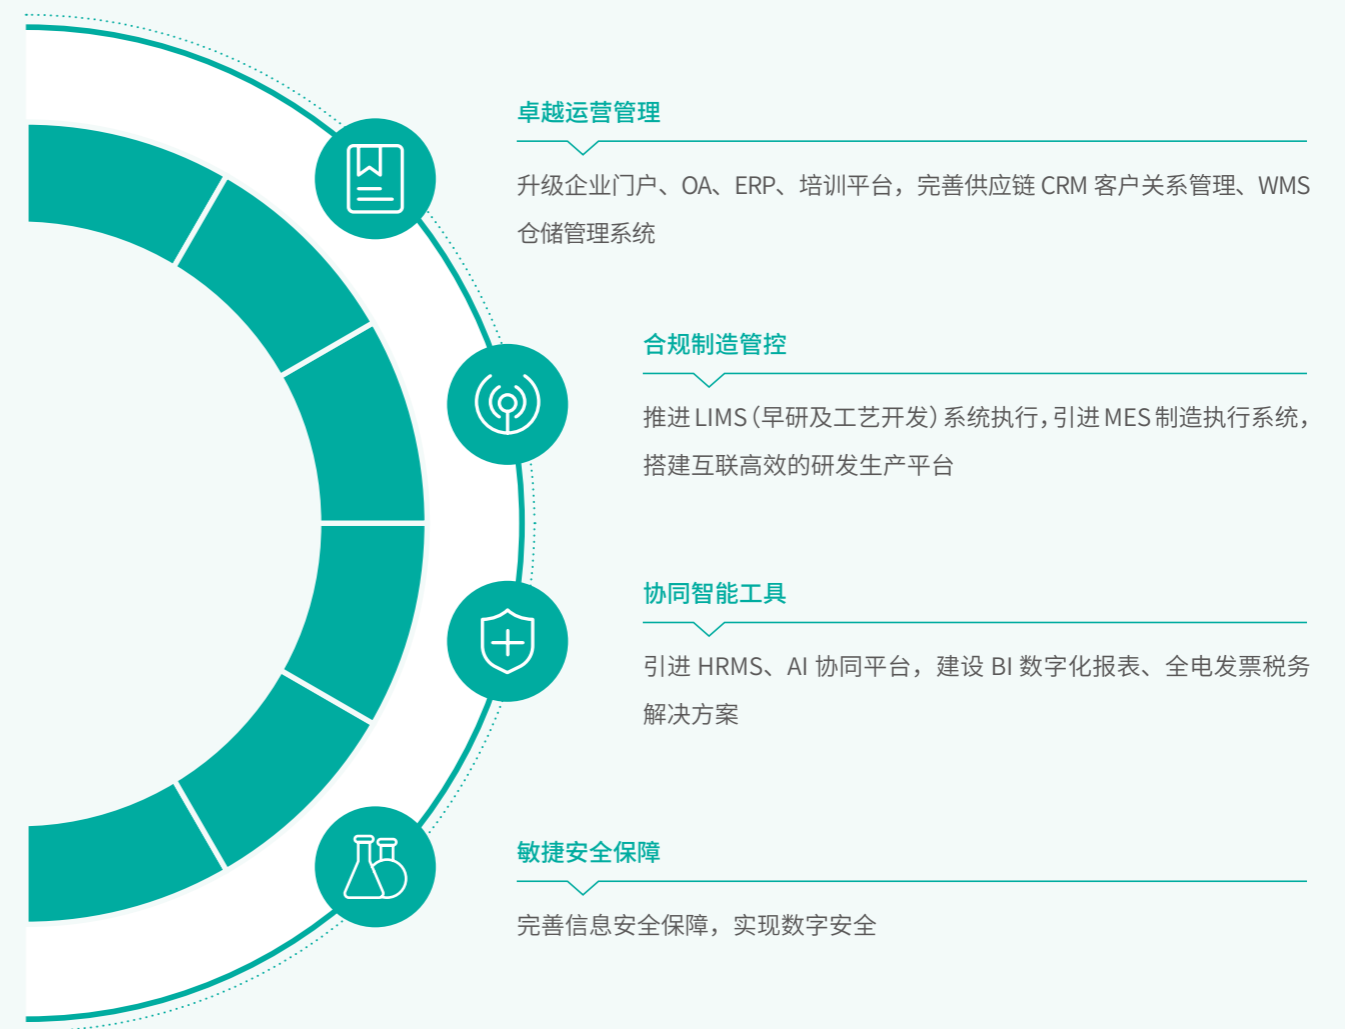 卓越运营管理
升级企业门户、OA、ERP、培训平台，完善供应链 CRM 客户关系管理、WMS
仓储管理系统
合规制造管控
推进 LIMS（早研及工艺开发）系统执行，引进 MES 制造执行系统，
搭建互联高效的研发生产平台
协同智能工具
引进 HRMS、AI 协同平台，建设 BI 数字化报表、全电发票税务
解决方案
敏捷安全保障
完善信息安全保障，实现数字安全